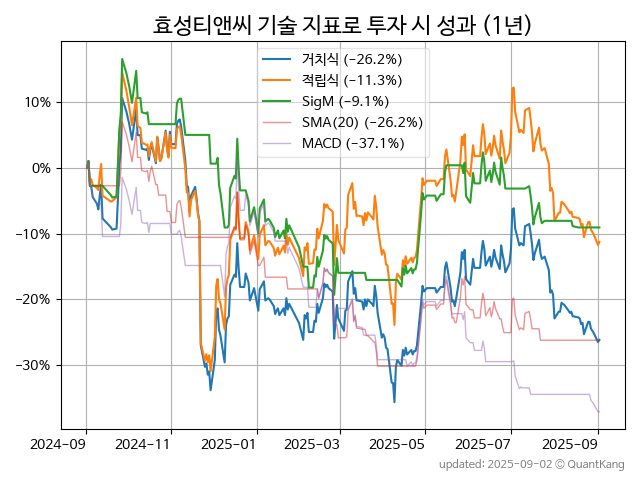 효성티앤씨 기술 지표로 투자 시 성과 (1년)
거치식 (-26.2%)
적립식 (-11.3%)
SigM (-9.1%)
SMA(20) (-26.2%)
MACD (-37.1%)
10%
0%
-10%
-20%
-30%
2024-09 2024-11 2025-01 2025-03 2025-05 2025-07 2025-09
updated: 2025-09-02 © QuantKang